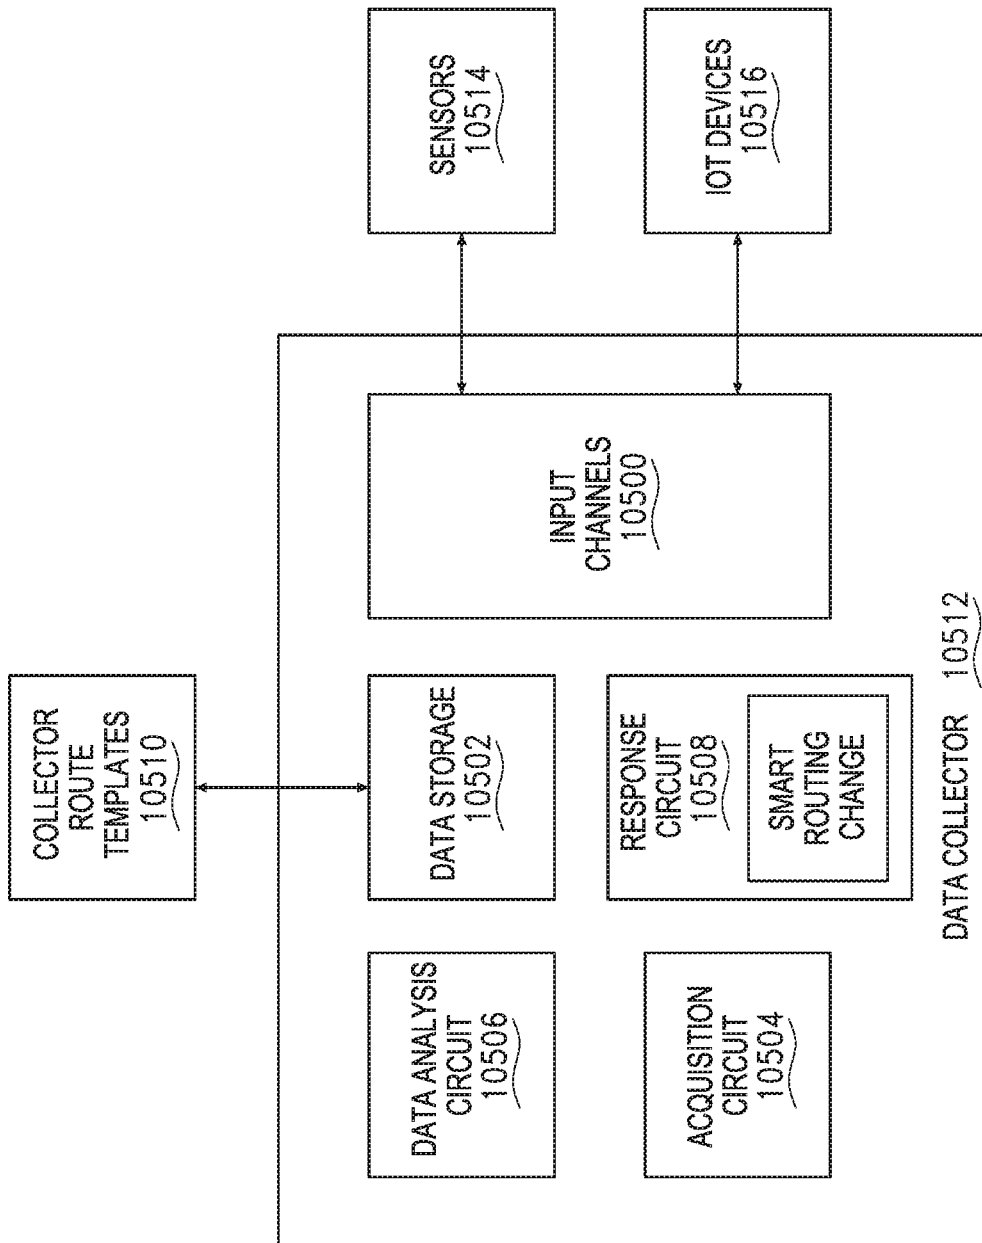 COLLECTOR
ROUTE
TEMPLATES
10510
DATA ANALYSIS
CIRCUIT
10506
DATA STORAGE
10502
SENSORS
10514
INPUT
CHANNELS
10500
ACQUISITION
CIRCUIT
10504
RESPONSE
CIRCUIT
10508
SMART
ROUTING
CHANGE
IOT DEVICES
10516
DATA COLLECTOR 10512